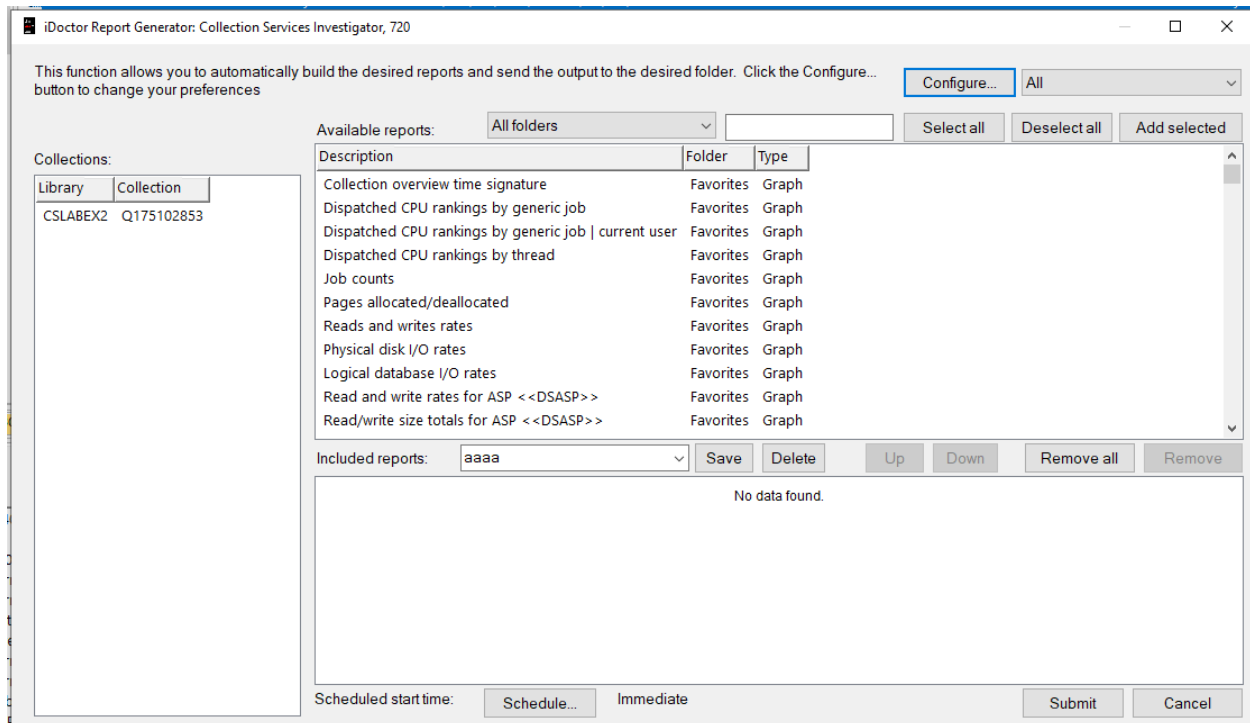 iDoctor Report Generator: Collection Services Investigator, 720
This function allows you to automatically build the desired reports and send the output to the desired folder. Click the Configure...
button to change your preferences
Configure...
All
Available reports:
All folders
Select all
Deselect all
Add selected
Collections:
Library Collection
CSLABEX2 Q175102853
Description Folder Type
Collection overview time signature Favorites Graph
Dispatched CPU rankings by generic job Favorites Graph
Dispatched CPU rankings by generic job | current user Favorites Graph
Dispatched CPU rankings by thread Favorites Graph
Job counts Favorites Graph
Pages allocated/deallocated Favorites Graph
Reads and writes rates Favorites Graph
Physical disk I/O rates Favorites Graph
Logical database I/O rates Favorites Graph
Read and write rates for ASP <<DSASP>> Favorites Graph
Read/write size totals for ASP <<DSASP>> Favorites Graph
Included reports:
aaaa
Save
Delete
Up
Down
Remove all
Remove
No data found.
Scheduled start time:
Schedule...
Immediate
Submit
Cancel